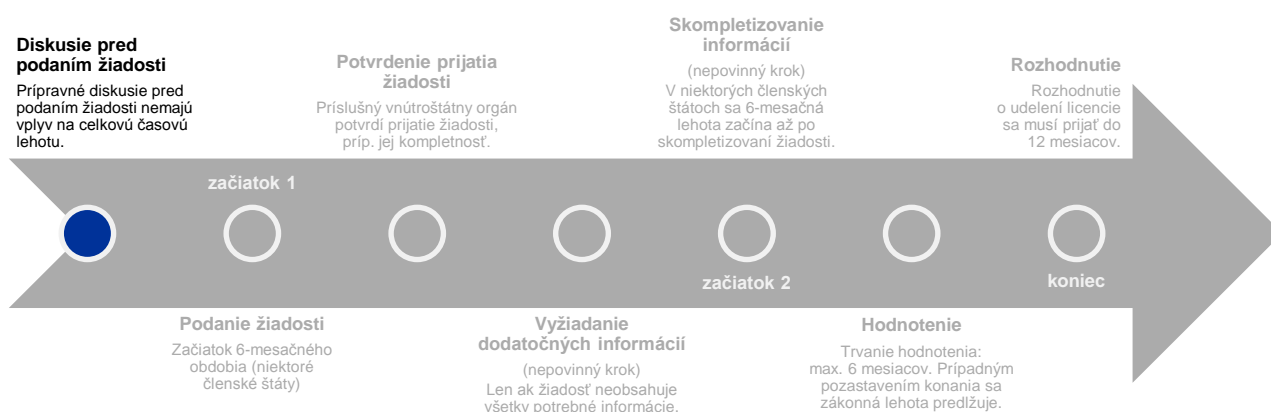 Diskusie pred
podaním žiadosti
Prípravné diskusie pred
podaním žiadosti nemajú
vplyv na celkovú časovú
lehotu.
Potvrdenie prijatia
žiadosti
Príslušný vnútroštátny orgán
potvrdí prijatie žiadosti,
príp. jej kompletnosť.
Skompletizovanie
informácií
(nepovinný krok)
V niektorých členských
štátoch sa 6-mesačná
lehota začína až po
skompletizovaní žiadosti.
Rozhodnutie
Rozhodnutie
o udelení licencie
sa musí prijať do
12 mesiacov.
začiatok 1
začiatok 2
koniec
Podanie žiadosti
Začiatok 6-mesačného
obdobia (niektoré
členské štáty)
Vyžiadanie
dodatočných informácií
(nepovinný krok)
Len ak žiadosť neobsahuje
všetky potrebné informácie.
Hodnotenie
Trvanie hodnotenia:
max. 6 mesiacov. Prípadným
pozastavením konania sa
zákonná lehota predlžuje.